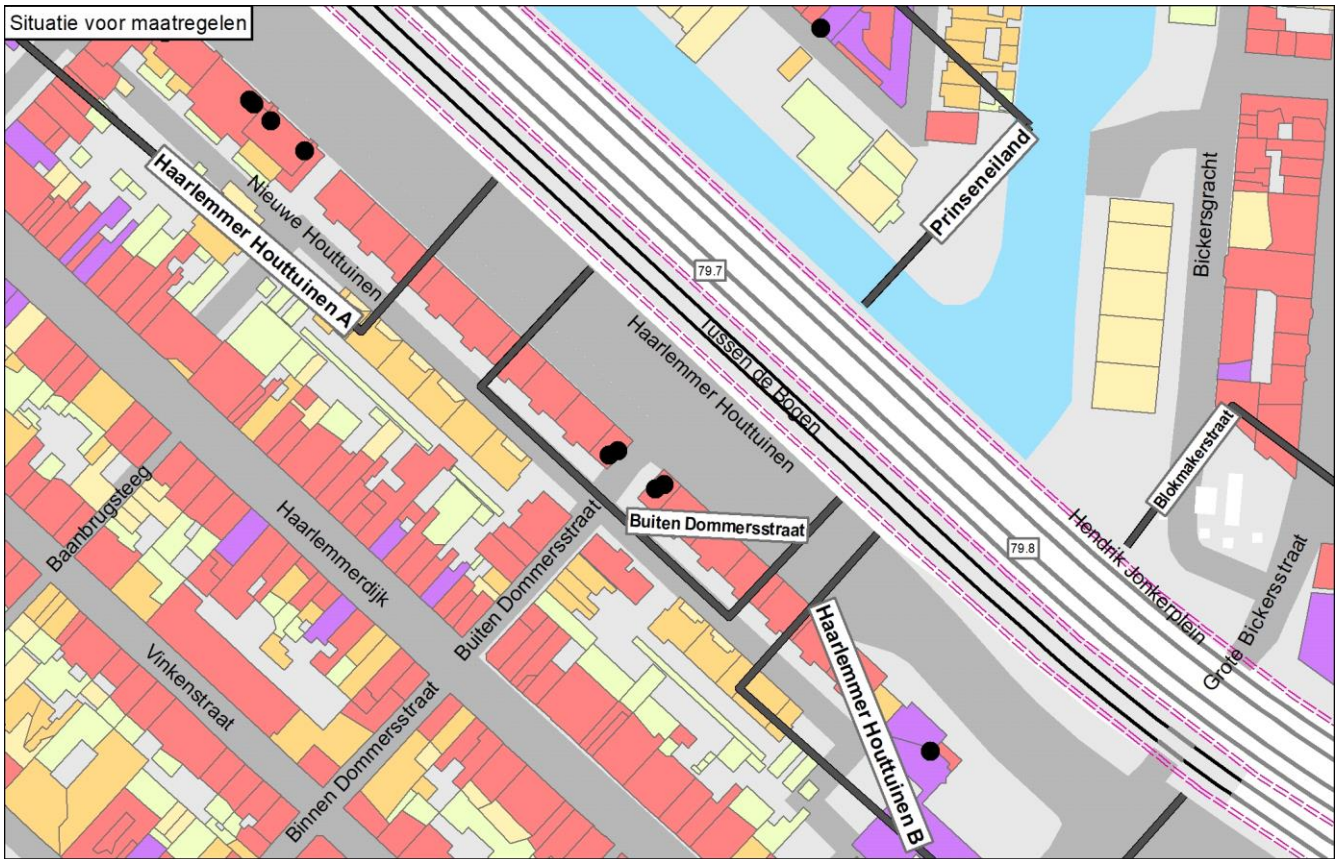 Situatie voor maatregelen
Haarlemmer Houttuinen A
Nieuwe Houttuinen
Prinseneiland
Bickersgracht
79.7
Tussen de Bogen
Haarlemmer Houttuinen
Blokmakerstraat
Baanbrugsteeg
Haarlemmerdijk
Buiten Dommersstraat
Buiten Dommersstraat
79.8
Hendrik Jonkerplein
Grote Bickersstraat
Vinkenstraat
Binnen Dommersstraat
Haarlemmer Houttuinen B